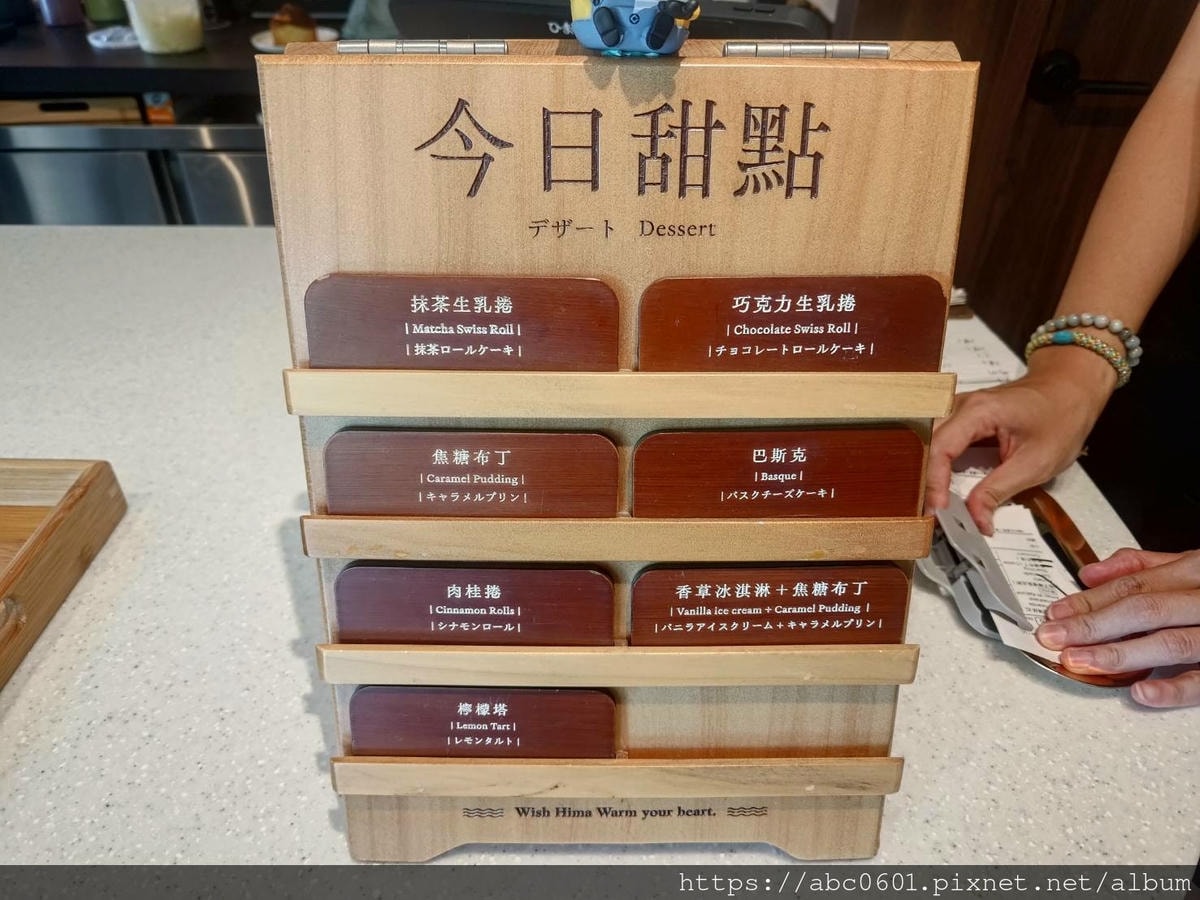 今日甜點
デザート Dessert
抹茶生乳捲
| Matcha Swiss Roll |
| 抹茶ロールケーキ |
巧克力生乳捲
| Chocolate Swiss Roll |
| チョコレートロールケーキ |
焦糖布丁
| Caramel Pudding |
| キャラメルプリン |
巴斯克
| Basque |
| バスクチーズケーキ |
肉桂捲
| Cinnamon Rolls |
| シナモンロール |
香草冰淇淋+焦糖布丁
| Vanilla ice cream + Caramel Pudding |
| バニラアイスクリーム+キャラメルプリン |
檸檬塔
| Lemon Tart |
| レモンタルト |
Wish Hima Warm your heart.
https://abc0601.pixnet.net/album